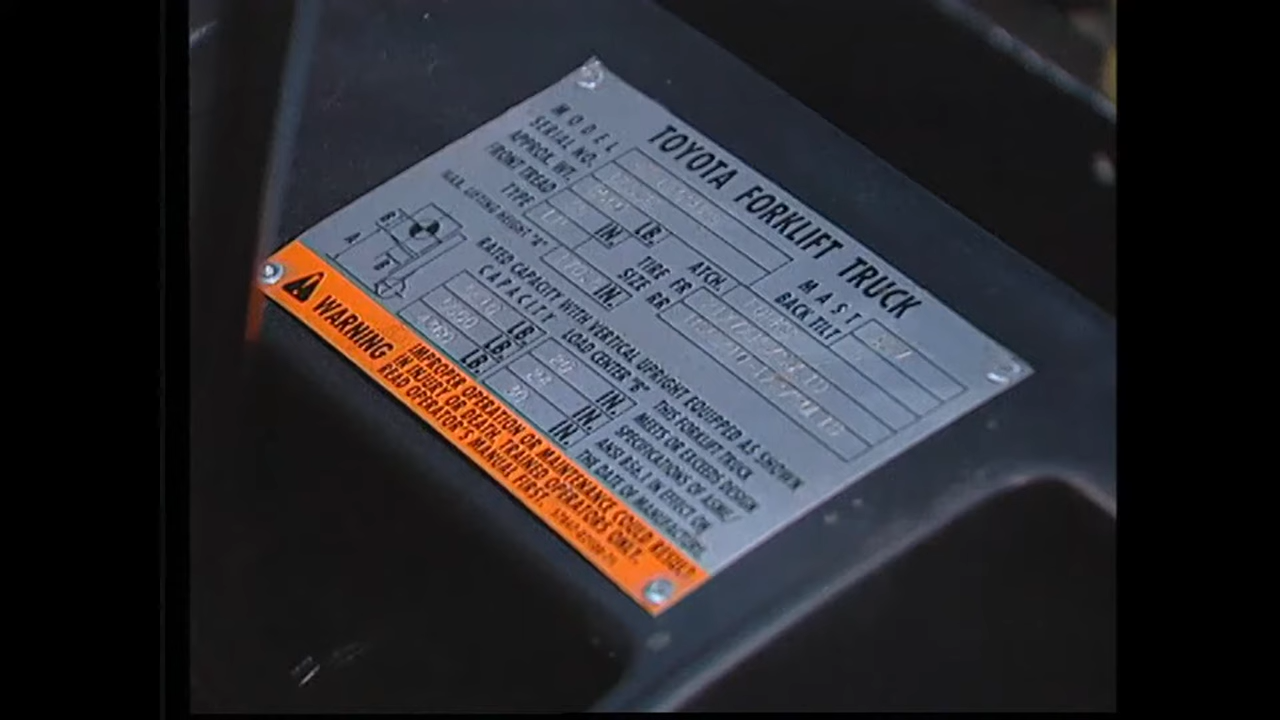 TOYOTA FORKLIFT TRUCK
MODEL
SERIAL NO.
APPROX. WT. LB. ATCH. MAST
FRONT TREAD IN. BACK TILT
TYPE TIRE FR
SIZE RR
MAX. LIFTING HEIGHT "A" IN.
RATED CAPACITY WITH VERTICAL UPRIGHT EQUIPPED AS SHOWN
CAPACITY LOAD CENTER "B"
LB. 20 IN.
LB. 24 IN.
LB. 30 IN.
B
A
"B"
THIS FORKLIFT TRUCK
MEETS OR EXCEEDS DESIGN
SPECIFICATIONS OF ASME/
ANSI B56.1 IN EFFECT ON
THE DATE OF MANUFACTURE.
WARNING
IMPROPER OPERATION OR MAINTENANCE COULD RESULT
IN INJURY OR DEATH. TRAINED OPERATORS ONLY.
READ OPERATOR'S MANUAL FIRST.